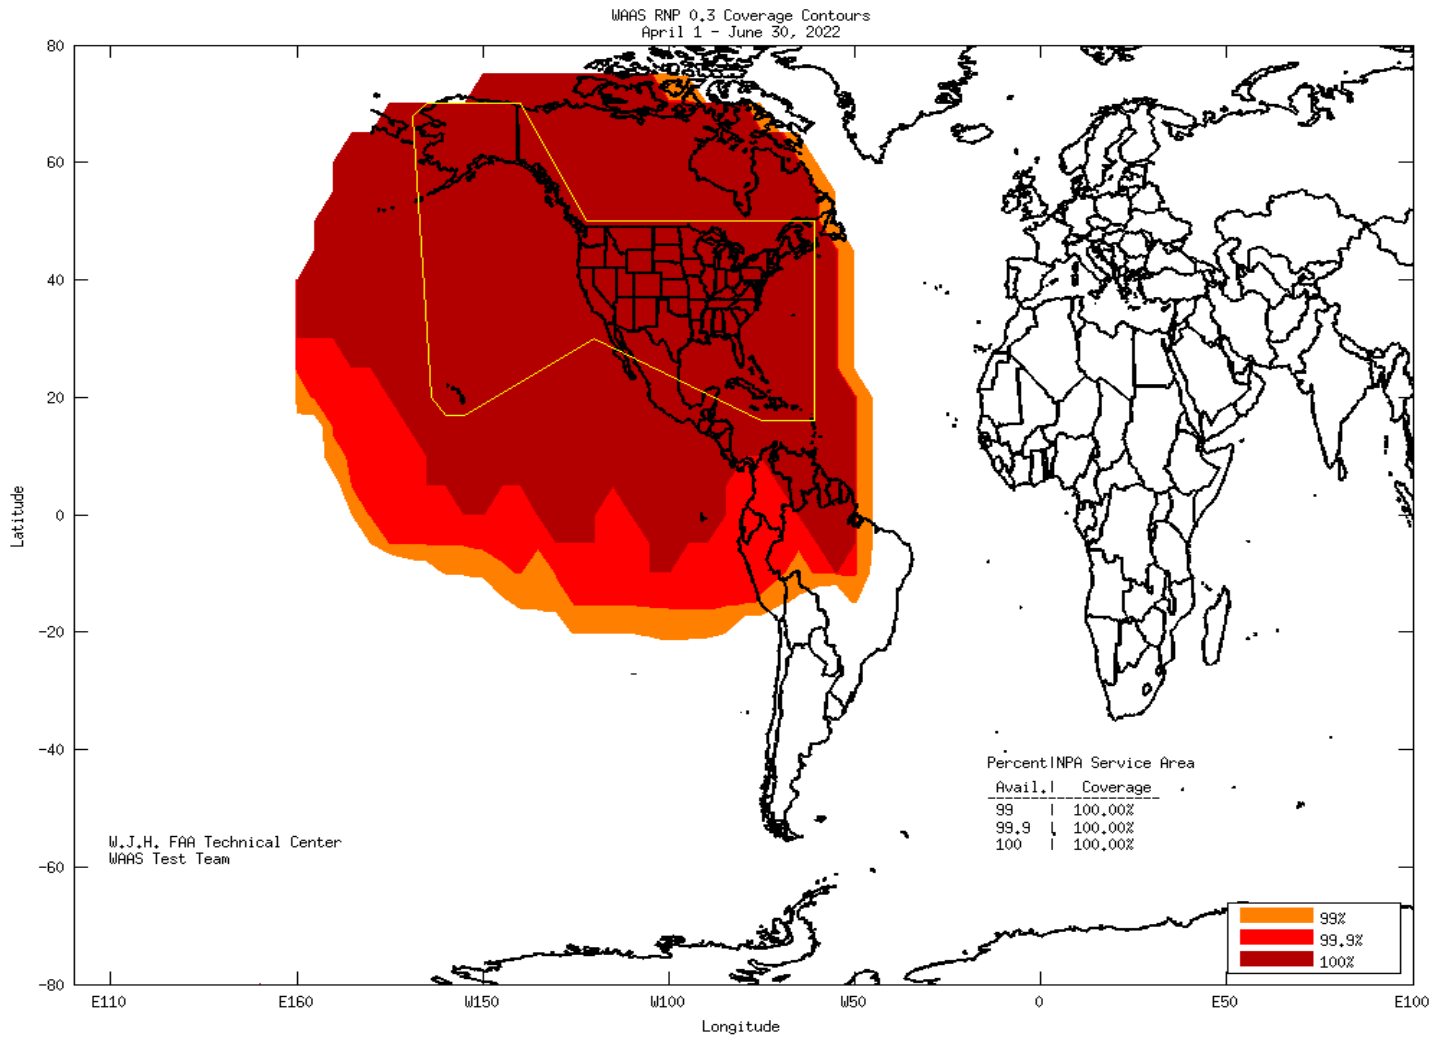 WAAS RNP 0.3 Coverage Contours
April 1 - June 30, 2022
80
60
40
20
0
-20
-40
-60
-80
Latitude
Percent|NPA Service Area
Avail.| Coverage
99 | 100.00%
99.9 | 100.00%
100 | 100.00%
W.J.H. FAA Technical Center
WAAS Test Team
99%
99.9%
100%
E110 E160 W150 W100 W50 0 E50 E100
Longitude